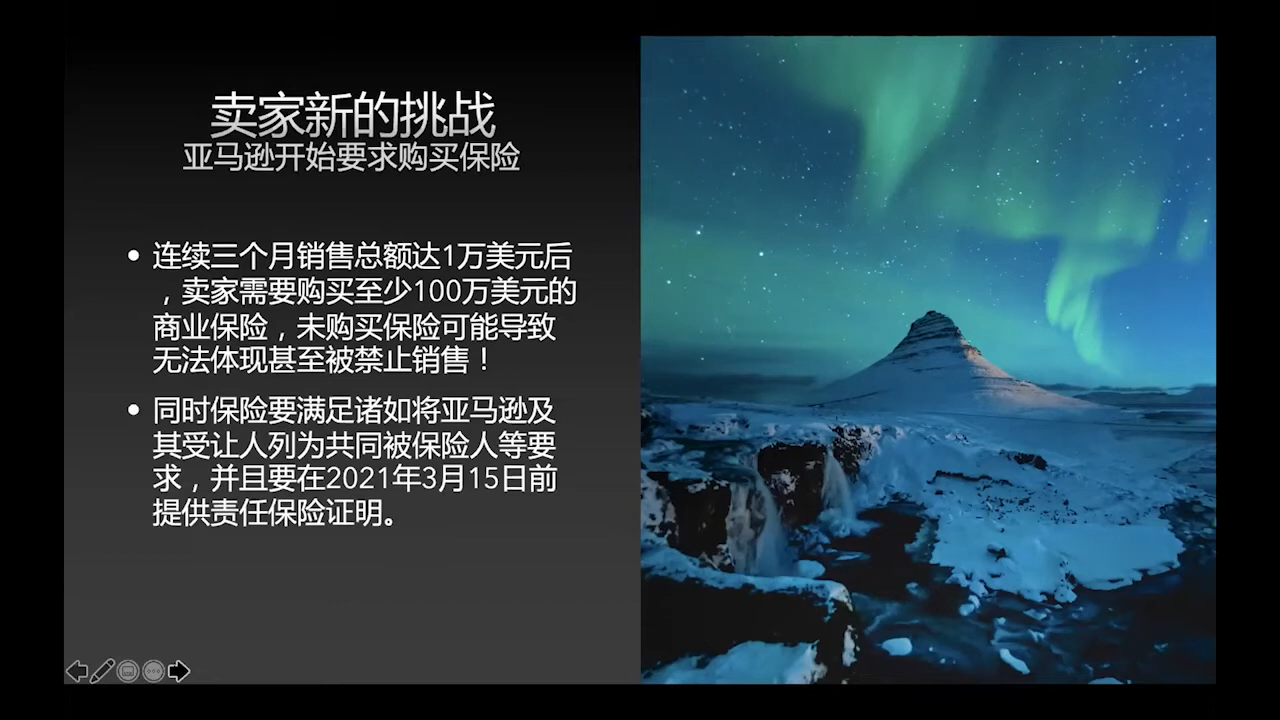 卖家新的挑战
亚马逊开始要求购买保险
• 连续三个月销售总额达1万美元后
，卖家需要购买至少100万美元的
商业保险，未购买保险可能导致
无法体现甚至被禁止销售！
• 同时保险要满足诸如将亚马逊及
其受让人列为共同被保险人等要
求，并且要在2021年3月15日前
提供责任保险证明。